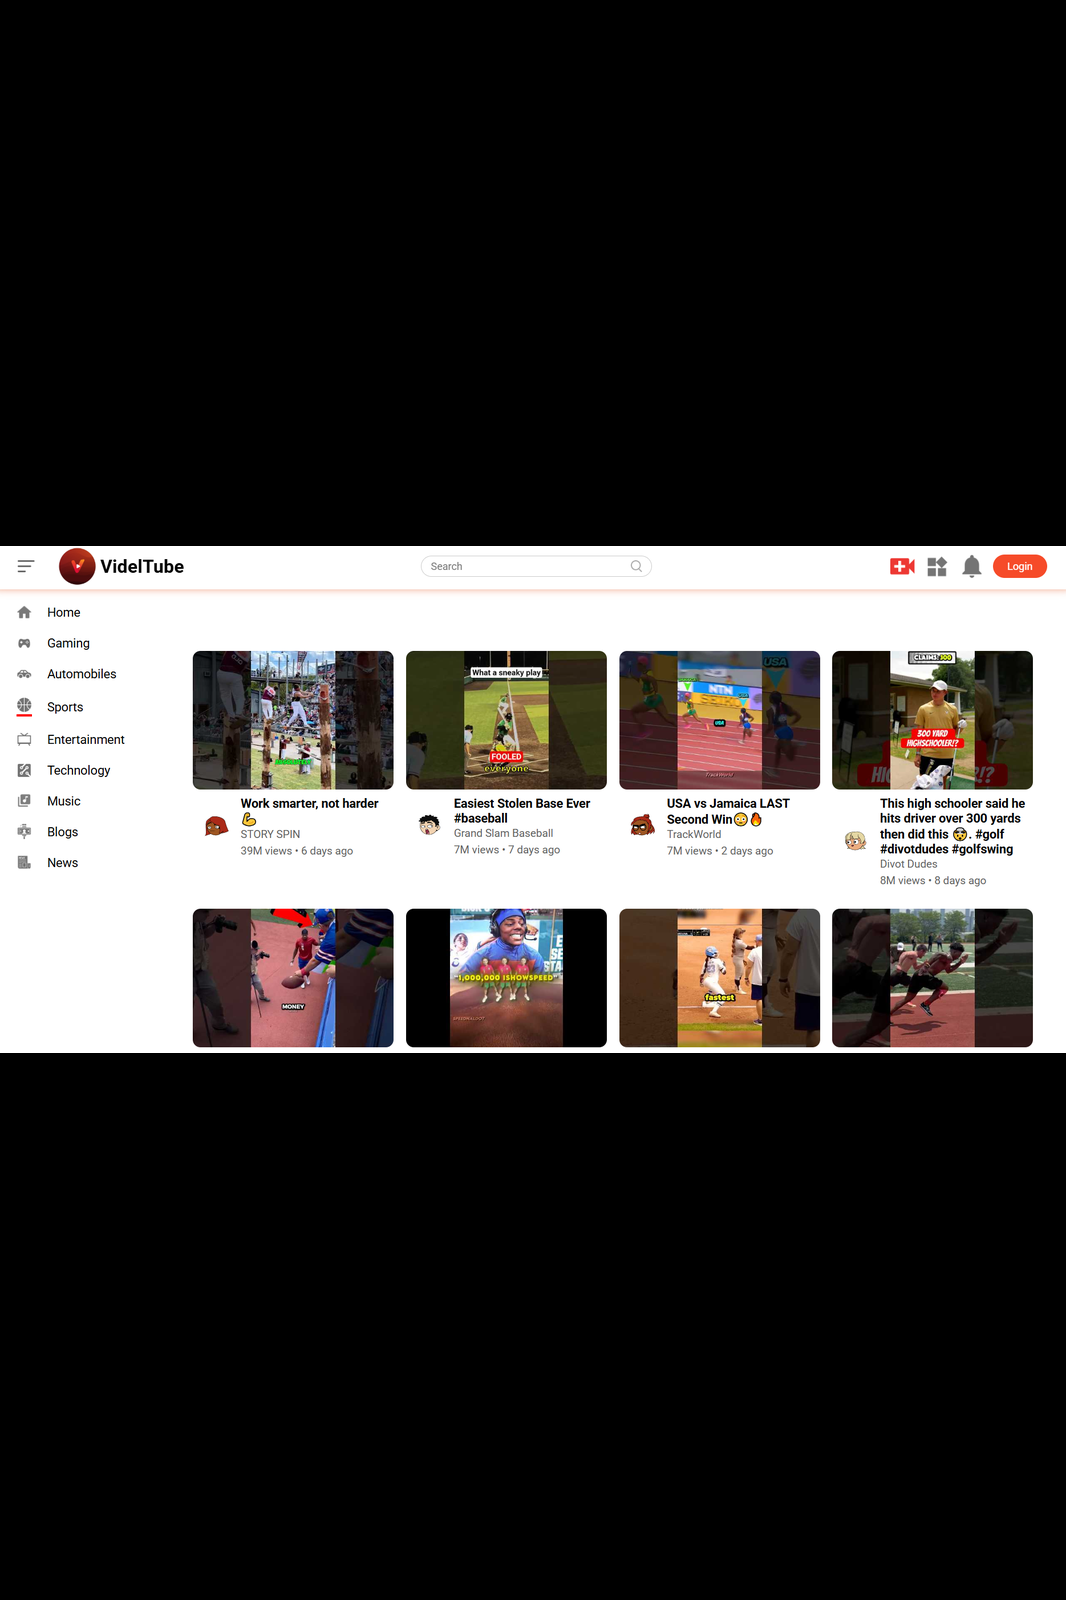 VidelTube
Search
Login
Home
Gaming
Automobiles
Sports
Entertainment
Technology
Music
Blogs
News
What a sneaky play
FOOLED
everyone
USA
NTN
USA
TrackWorld
CLAIMS: 300
300 YARD
HIGHSCHOOLER!?
Work smarter, not harder
💪
STORY SPIN
39M views • 6 days ago
Easiest Stolen Base Ever
#baseball
Grand Slam Baseball
7M views • 7 days ago
USA vs Jamaica LAST
Second Win😳🔥
TrackWorld
7M views • 2 days ago
This high schooler said he
hits driver over 300 yards
then did this 😲. #golf
#divotdudes #golfswing
Divot Dudes
8M views • 8 days ago
MONEY
"1,000,000 ISHOWSPEED"
fastest